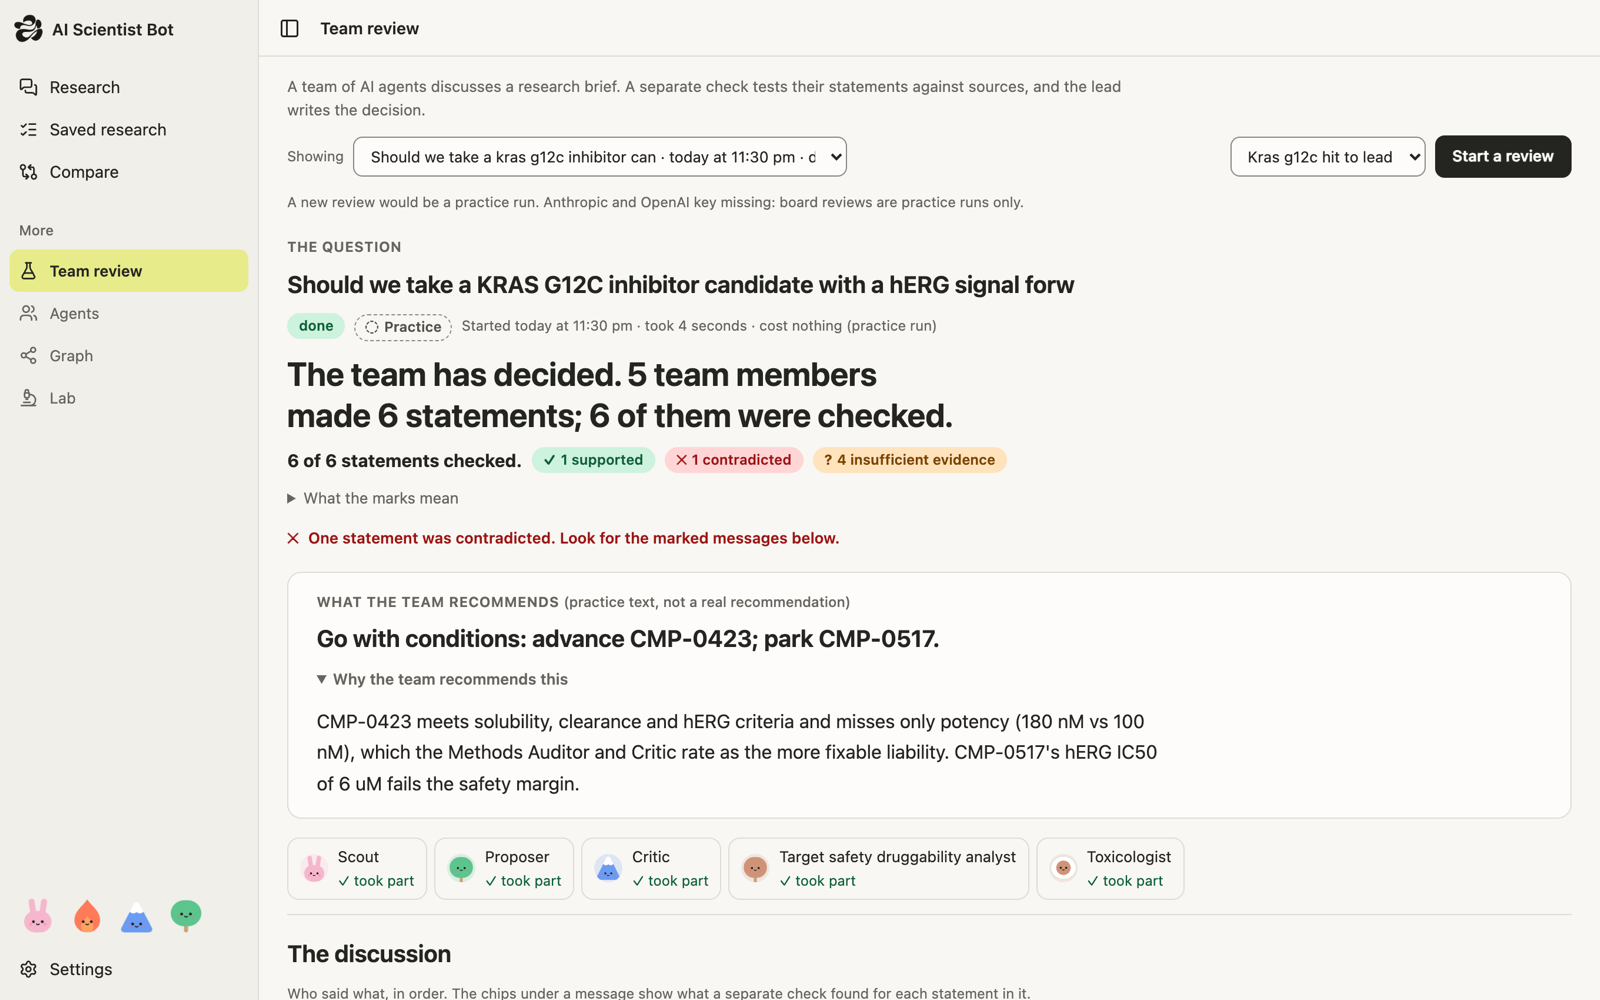 AI Scientist Bot
Research
Saved research
Compare
More
Team review
Agents
Graph
Lab
Settings
Team review
A team of AI agents discusses a research brief. A separate check tests their statements against sources, and the lead
writes the decision.
Showing
Should we take a kras g12c inhibitor can · today at 11:30 pm · d
Kras g12c hit to lead
Start a review
A new review would be a practice run. Anthropic and OpenAI key missing: board reviews are practice runs only.
THE QUESTION
Should we take a KRAS G12C inhibitor candidate with a hERG signal forw
done
Practice
Started today at 11:30 pm · took 4 seconds · cost nothing (practice run)
The team has decided. 5 team members
made 6 statements; 6 of them were checked.
6 of 6 statements checked.
✓ 1 supported
✕ 1 contradicted
? 4 insufficient evidence
▶ What the marks mean
✕ One statement was contradicted. Look for the marked messages below.
WHAT THE TEAM RECOMMENDS (practice text, not a real recommendation)
Go with conditions: advance CMP-0423; park CMP-0517.
▼ Why the team recommends this
CMP-0423 meets solubility, clearance and hERG criteria and misses only potency (180 nM vs 100
nM), which the Methods Auditor and Critic rate as the more fixable liability. CMP-0517's hERG IC50
of 6 uM fails the safety margin.
Scout
✓ took part
Proposer
✓ took part
Critic
✓ took part
Target safety druggability analyst
✓ took part
Toxicologist
✓ took part
The discussion
Who said what, in order. The chips under a message show what a separate check found for each statement in it.